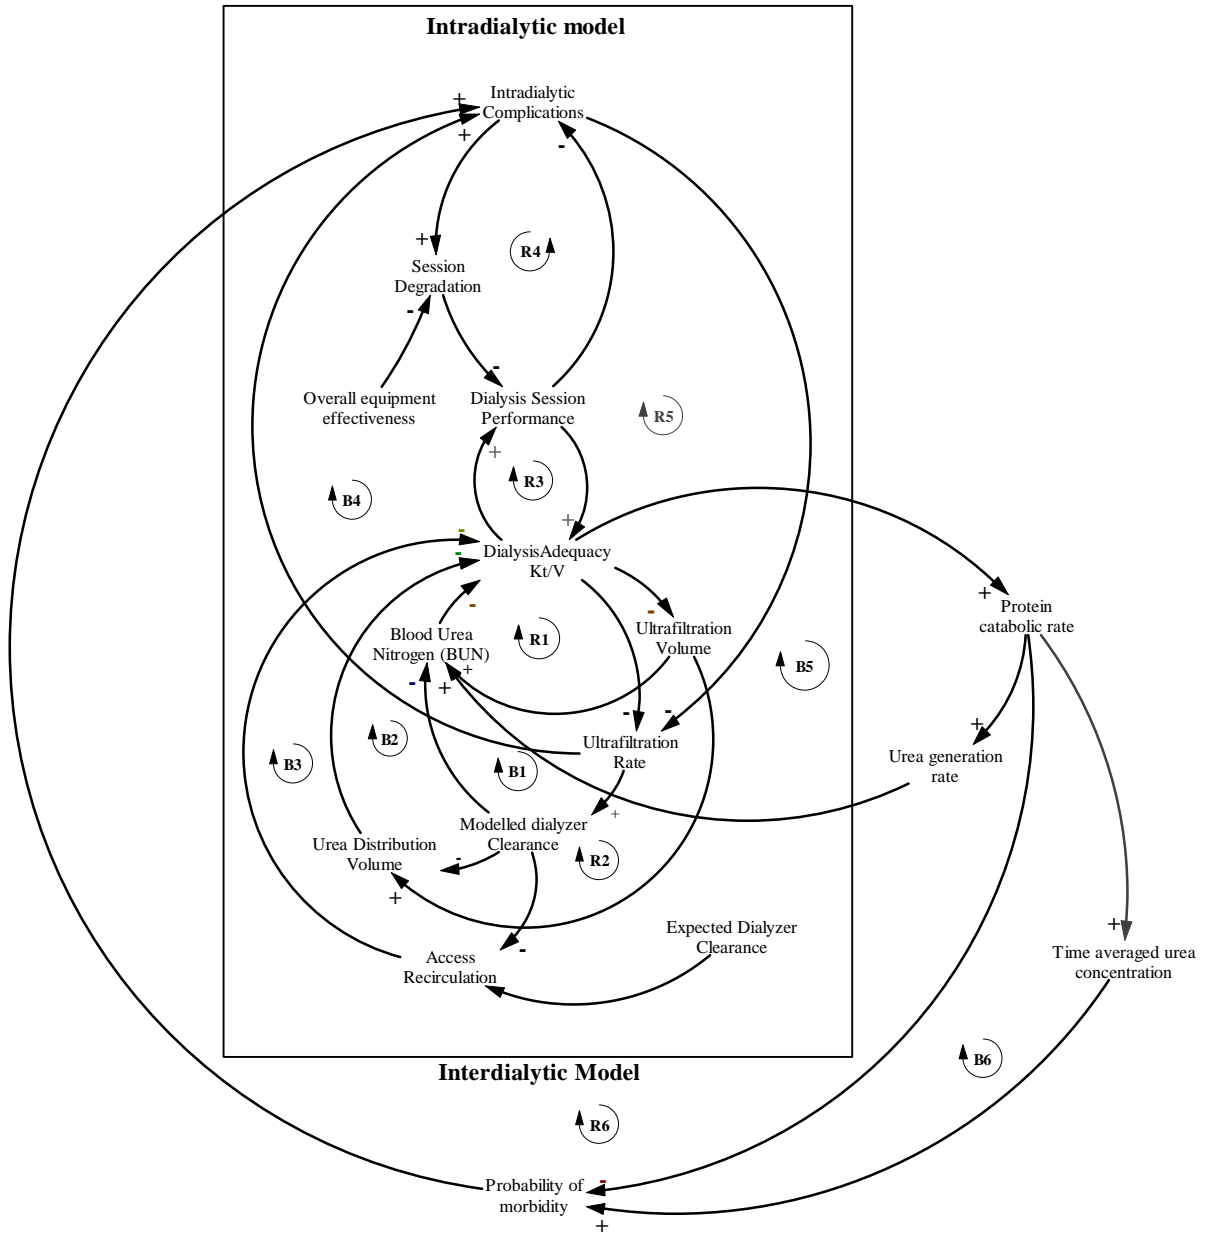 Intradialytic model
+
Intradialytic
Complications
+
-
+
R4
Session
Degradation
-
-
Overall equipment
effectiveness
Dialysis Session
Performance
R5
+
R3
B4
+
-
-
DialysisAdequacy
Kt/V
-
+
Protein
catabolic rate
-
Ultrafiltration
Volume
Blood Urea
Nitrogen (BUN)
R1
B5
+
-
+
-
-
+
B2
B3
B1
Ultrafiltration
Rate
Urea generation
rate
+
Modelled dialyzer
Clearance
Urea Distribution
Volume
-
R2
+
Expected Dialyzer
Clearance
+
-
Access
Recirculation
Time averaged urea
concentration
B6
Interdialytic Model
R6
-
Probability of
morbidity
+